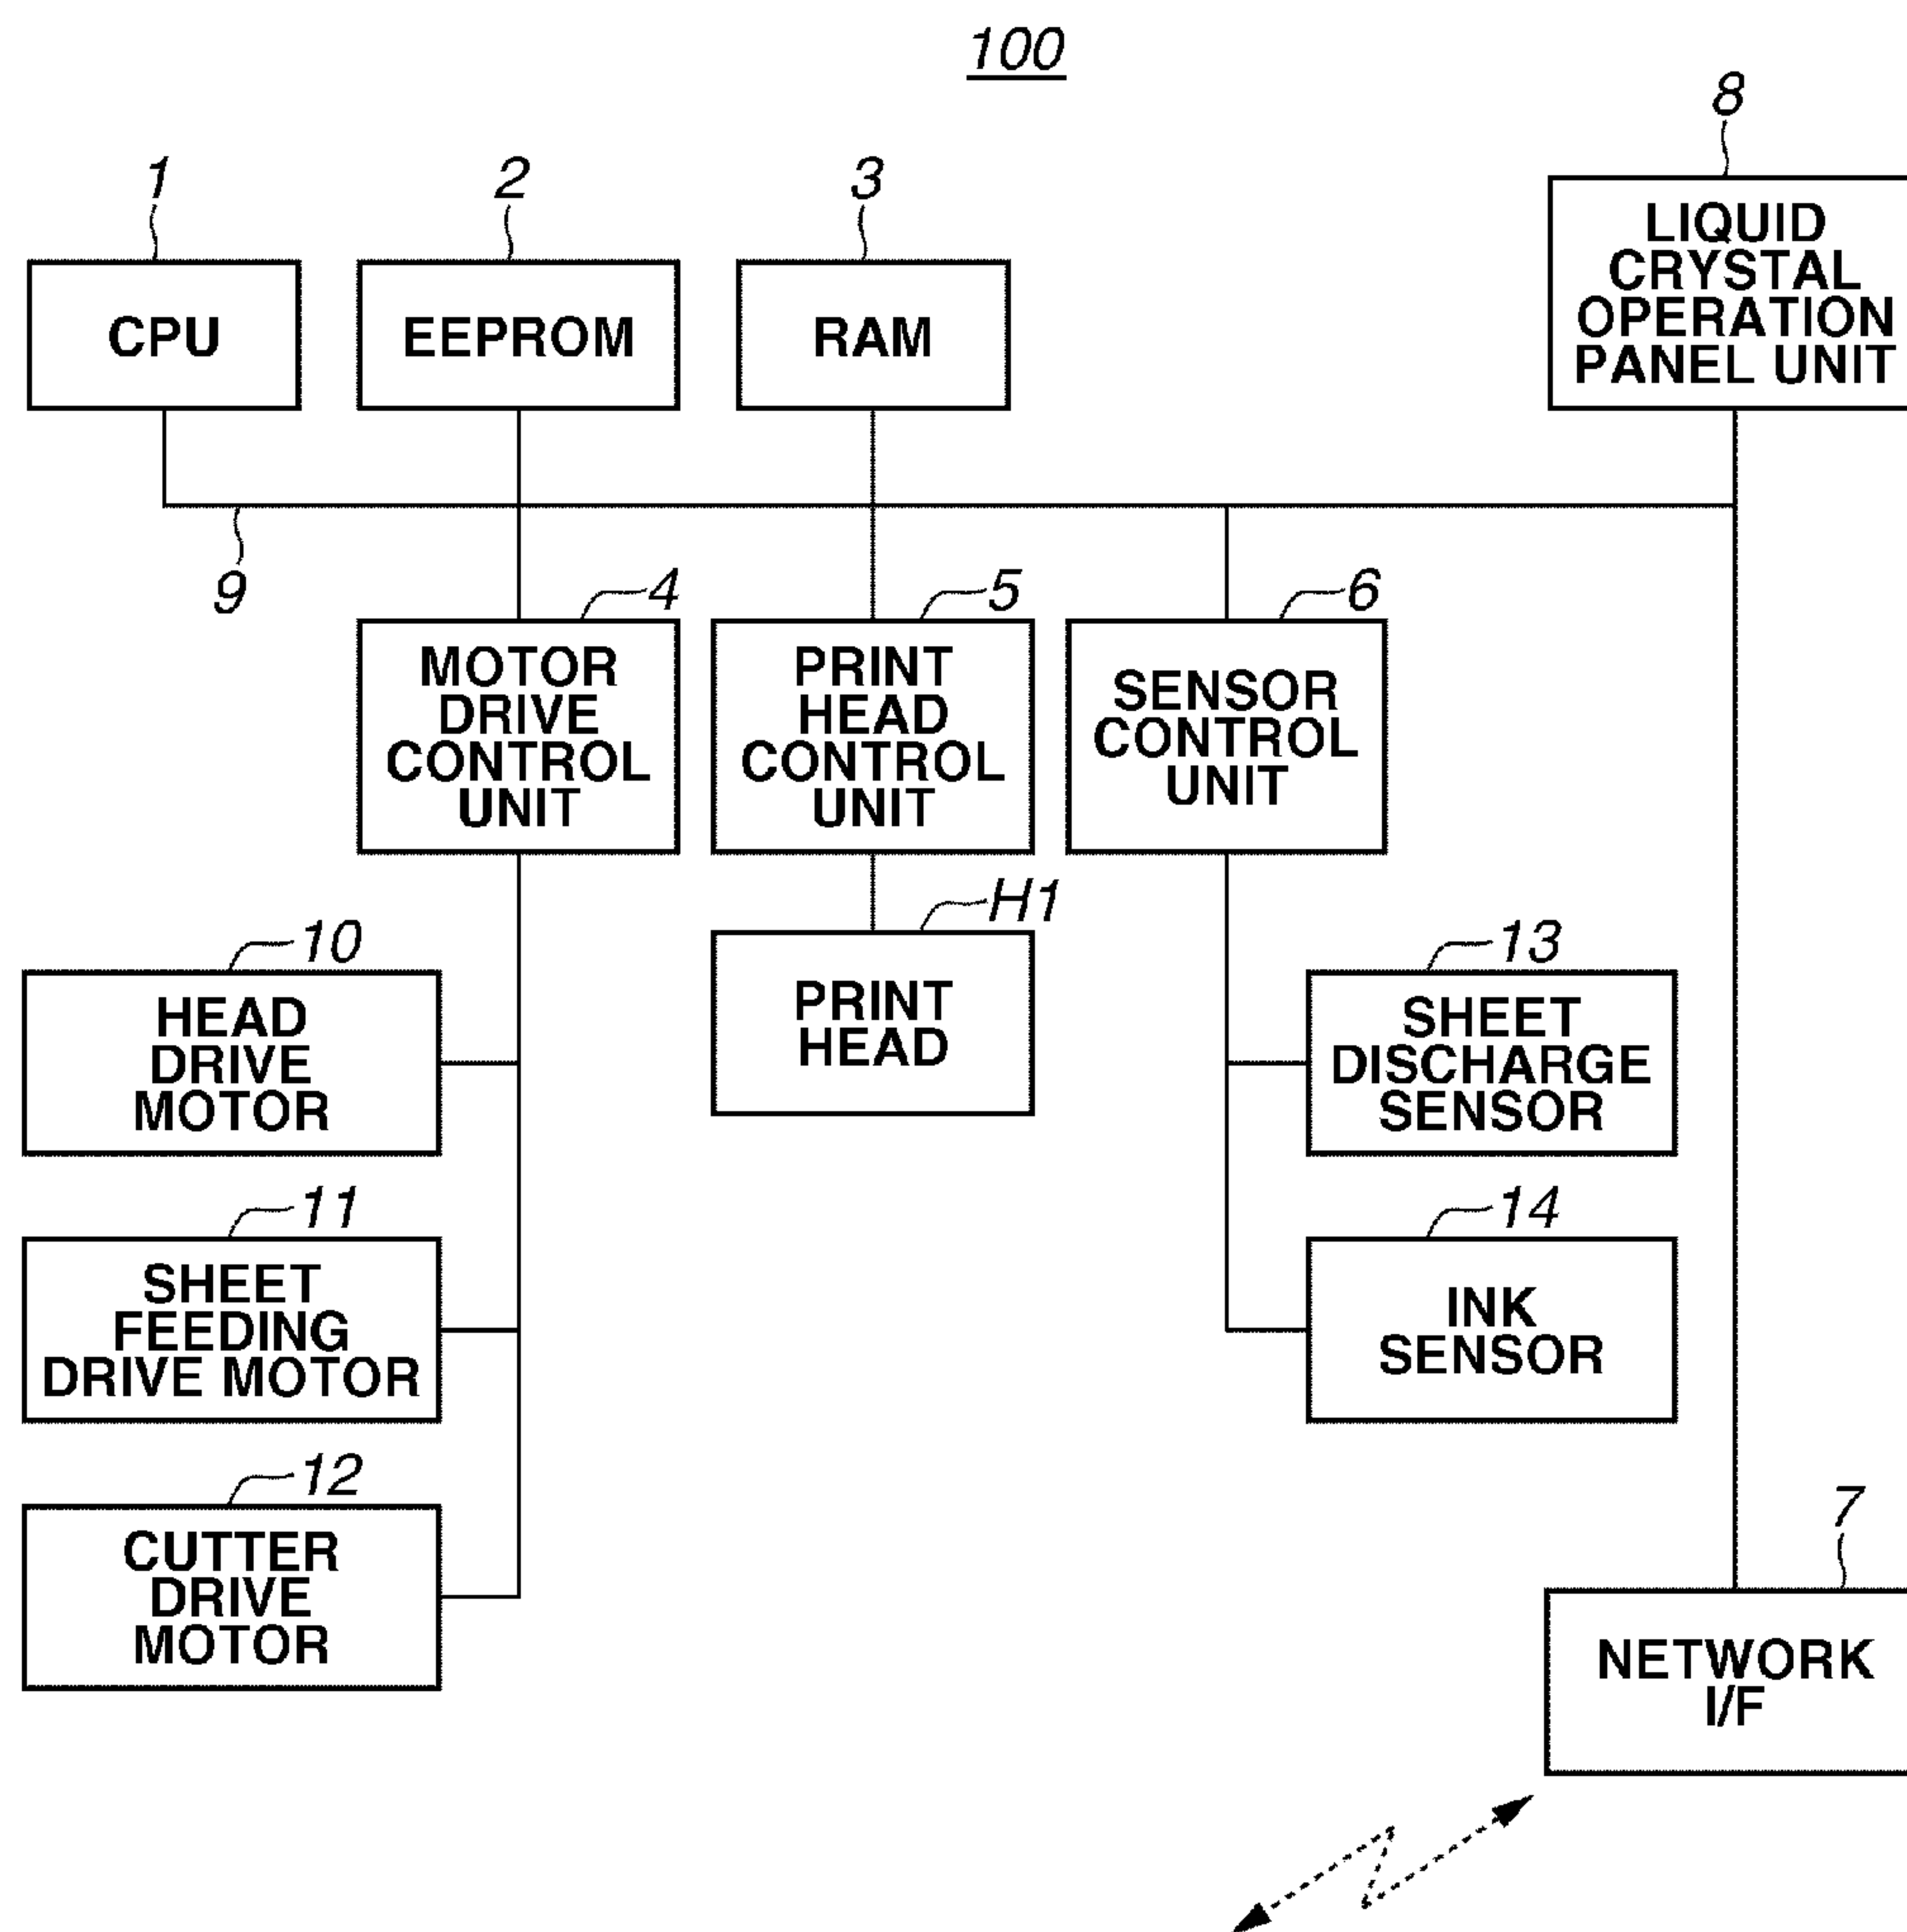 100
1
2
3
8
CPU
EEPROM
RAM
LIQUID
CRYSTAL
OPERATION
PANEL UNIT
9
4
5
6
MOTOR
DRIVE
CONTROL
UNIT
PRINT
HEAD
CONTROL
UNIT
SENSOR
CONTROL
UNIT
10
H1
13
HEAD
DRIVE
MOTOR
PRINT
HEAD
SHEET
DISCHARGE
SENSOR
11
14
SHEET
FEEDING
DRIVE MOTOR
INK
SENSOR
12
7
CUTTER
DRIVE
MOTOR
NETWORK
I/F